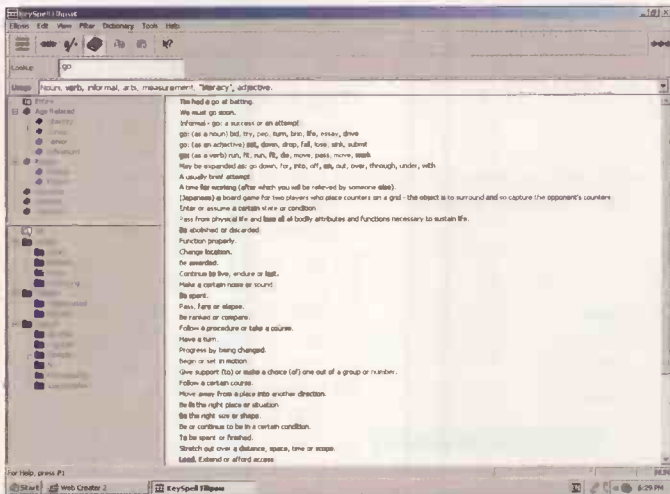 KeySpell Ellipset
Ellipset Edit View Filter Dictionary Tools Help
Lookup go
Usage Noun, verb, informal, arts, measurement, "literacy", adjective.
Age Related
Tim had a go at batting.
We must go soon.
Informal - go: a success or an attempt
go: (as a noun) bid, try, pep, turn, brio, life, essay, drive
go: (as an adjective) set, down, drop, fail, lose, sink, submit
go: (as a verb) run, fit, run, fit, die, move, pass, move, work
May be expanded as: go down, for, into, off, on, out, over, through, under, with
A usually brief attempt
A time for working (after which you will be relieved by someone else).
(Japanese) a board game for two players who place counters on a grid - the object is to surround and so capture the opponent's counters
Enter or assume a certain state or condition
Pass from physical life and lose all of bodily attributes and functions necessary to sustain life.
Be abolished or discarded
Function properly.
Change location.
Be awarded.
Continue to live, endure or last.
Make a certain noise or sound
Be spent.
Pass, fare or elapse.
Be ranked or compare.
Follow a procedure or take a course.
Have a turn.
Progress by being changed.
Begin or set in motion
Give support (to) or make a choice (of) one out of a group or number.
Follow a certain course.
Move away from a place into another direction.
Be in the right place or situation
Be the right size or shape.
Be or continue to be in a certain condition.
To be spent or finished.
Stretch out over a distance, space, time or scope.
Lead, Extend or afford access
For Help, press F1
NUM
Start Web Creator 2 KeySpell Ellipset 6:29 PM